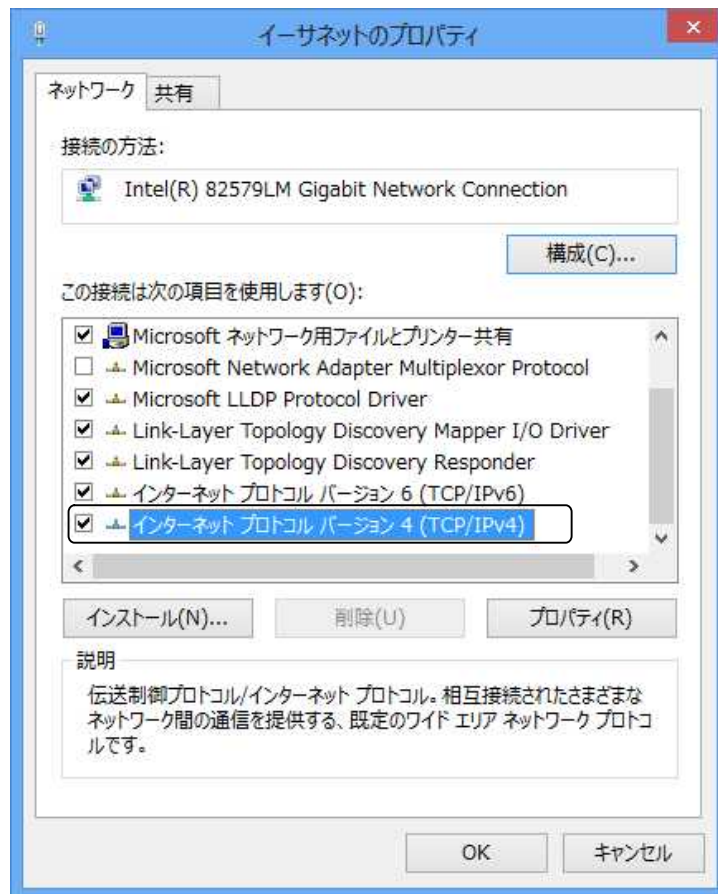 イーサネットのプロパティ
ネットワーク 共有
接続の方法:
Intel(R) 82579LM Gigabit Network Connection
構成(C)...
この接続は次の項目を使用します(O):
Microsoft ネットワーク用ファイルとプリンター共有
Microsoft Network Adapter Multiplexor Protocol
Microsoft LLDP Protocol Driver
Link-Layer Topology Discovery Mapper I/O Driver
Link-Layer Topology Discovery Responder
インターネット プロトコル バージョン 6 (TCP/IPv6)
インターネット プロトコル バージョン 4 (TCP/IPv4)
インストール(N)... 削除(U) プロパティ(R)
説明
伝送制御プロトコル/インターネット プロトコル。相互接続されたさまざまな
ネットワーク間の通信を提供する、既定のワイド エリア ネットワーク プロトコ
ルです。
OK キャンセル